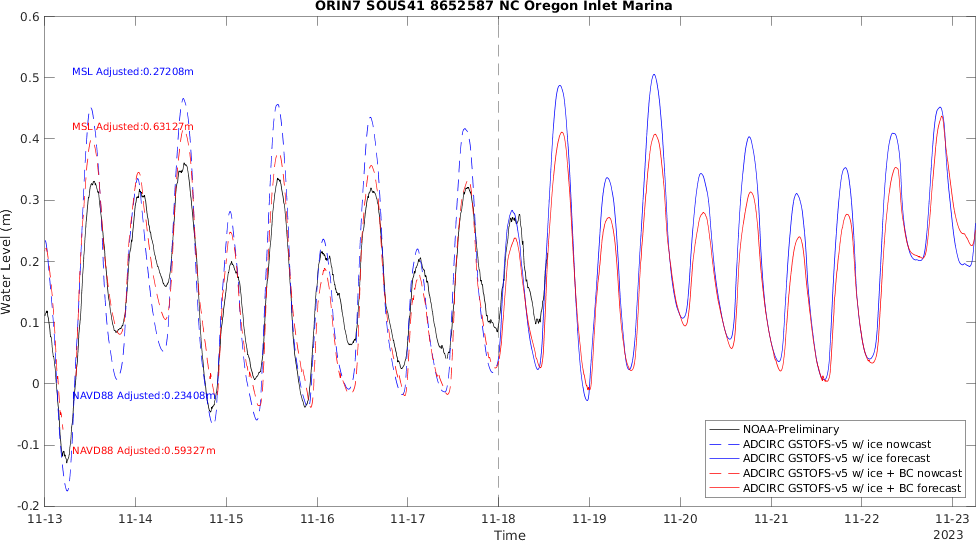 ORIN7 SOUS41 8652587 NC Oregon Inlet Marina
0.6
0.5
0.4
0.3
0.2
0.1
0
-0.1
-0.2
Water Level (m)
MSL Adjusted:0.27208m
MSL Adjusted:0.63127m
NAVD88 Adjusted:0.23408m
NAVD88 Adjusted:0.59327m
NOAA-Preliminary
ADCIRC GSTOFS-v5 w/ ice nowcast
ADCIRC GSTOFS-v5 w/ ice forecast
ADCIRC GSTOFS-v5 w/ ice + BC nowcast
ADCIRC GSTOFS-v5 w/ ice + BC forecast
11-13 11-14 11-15 11-16 11-17 11-18 11-19 11-20 11-21 11-22 11-23
Time 2023